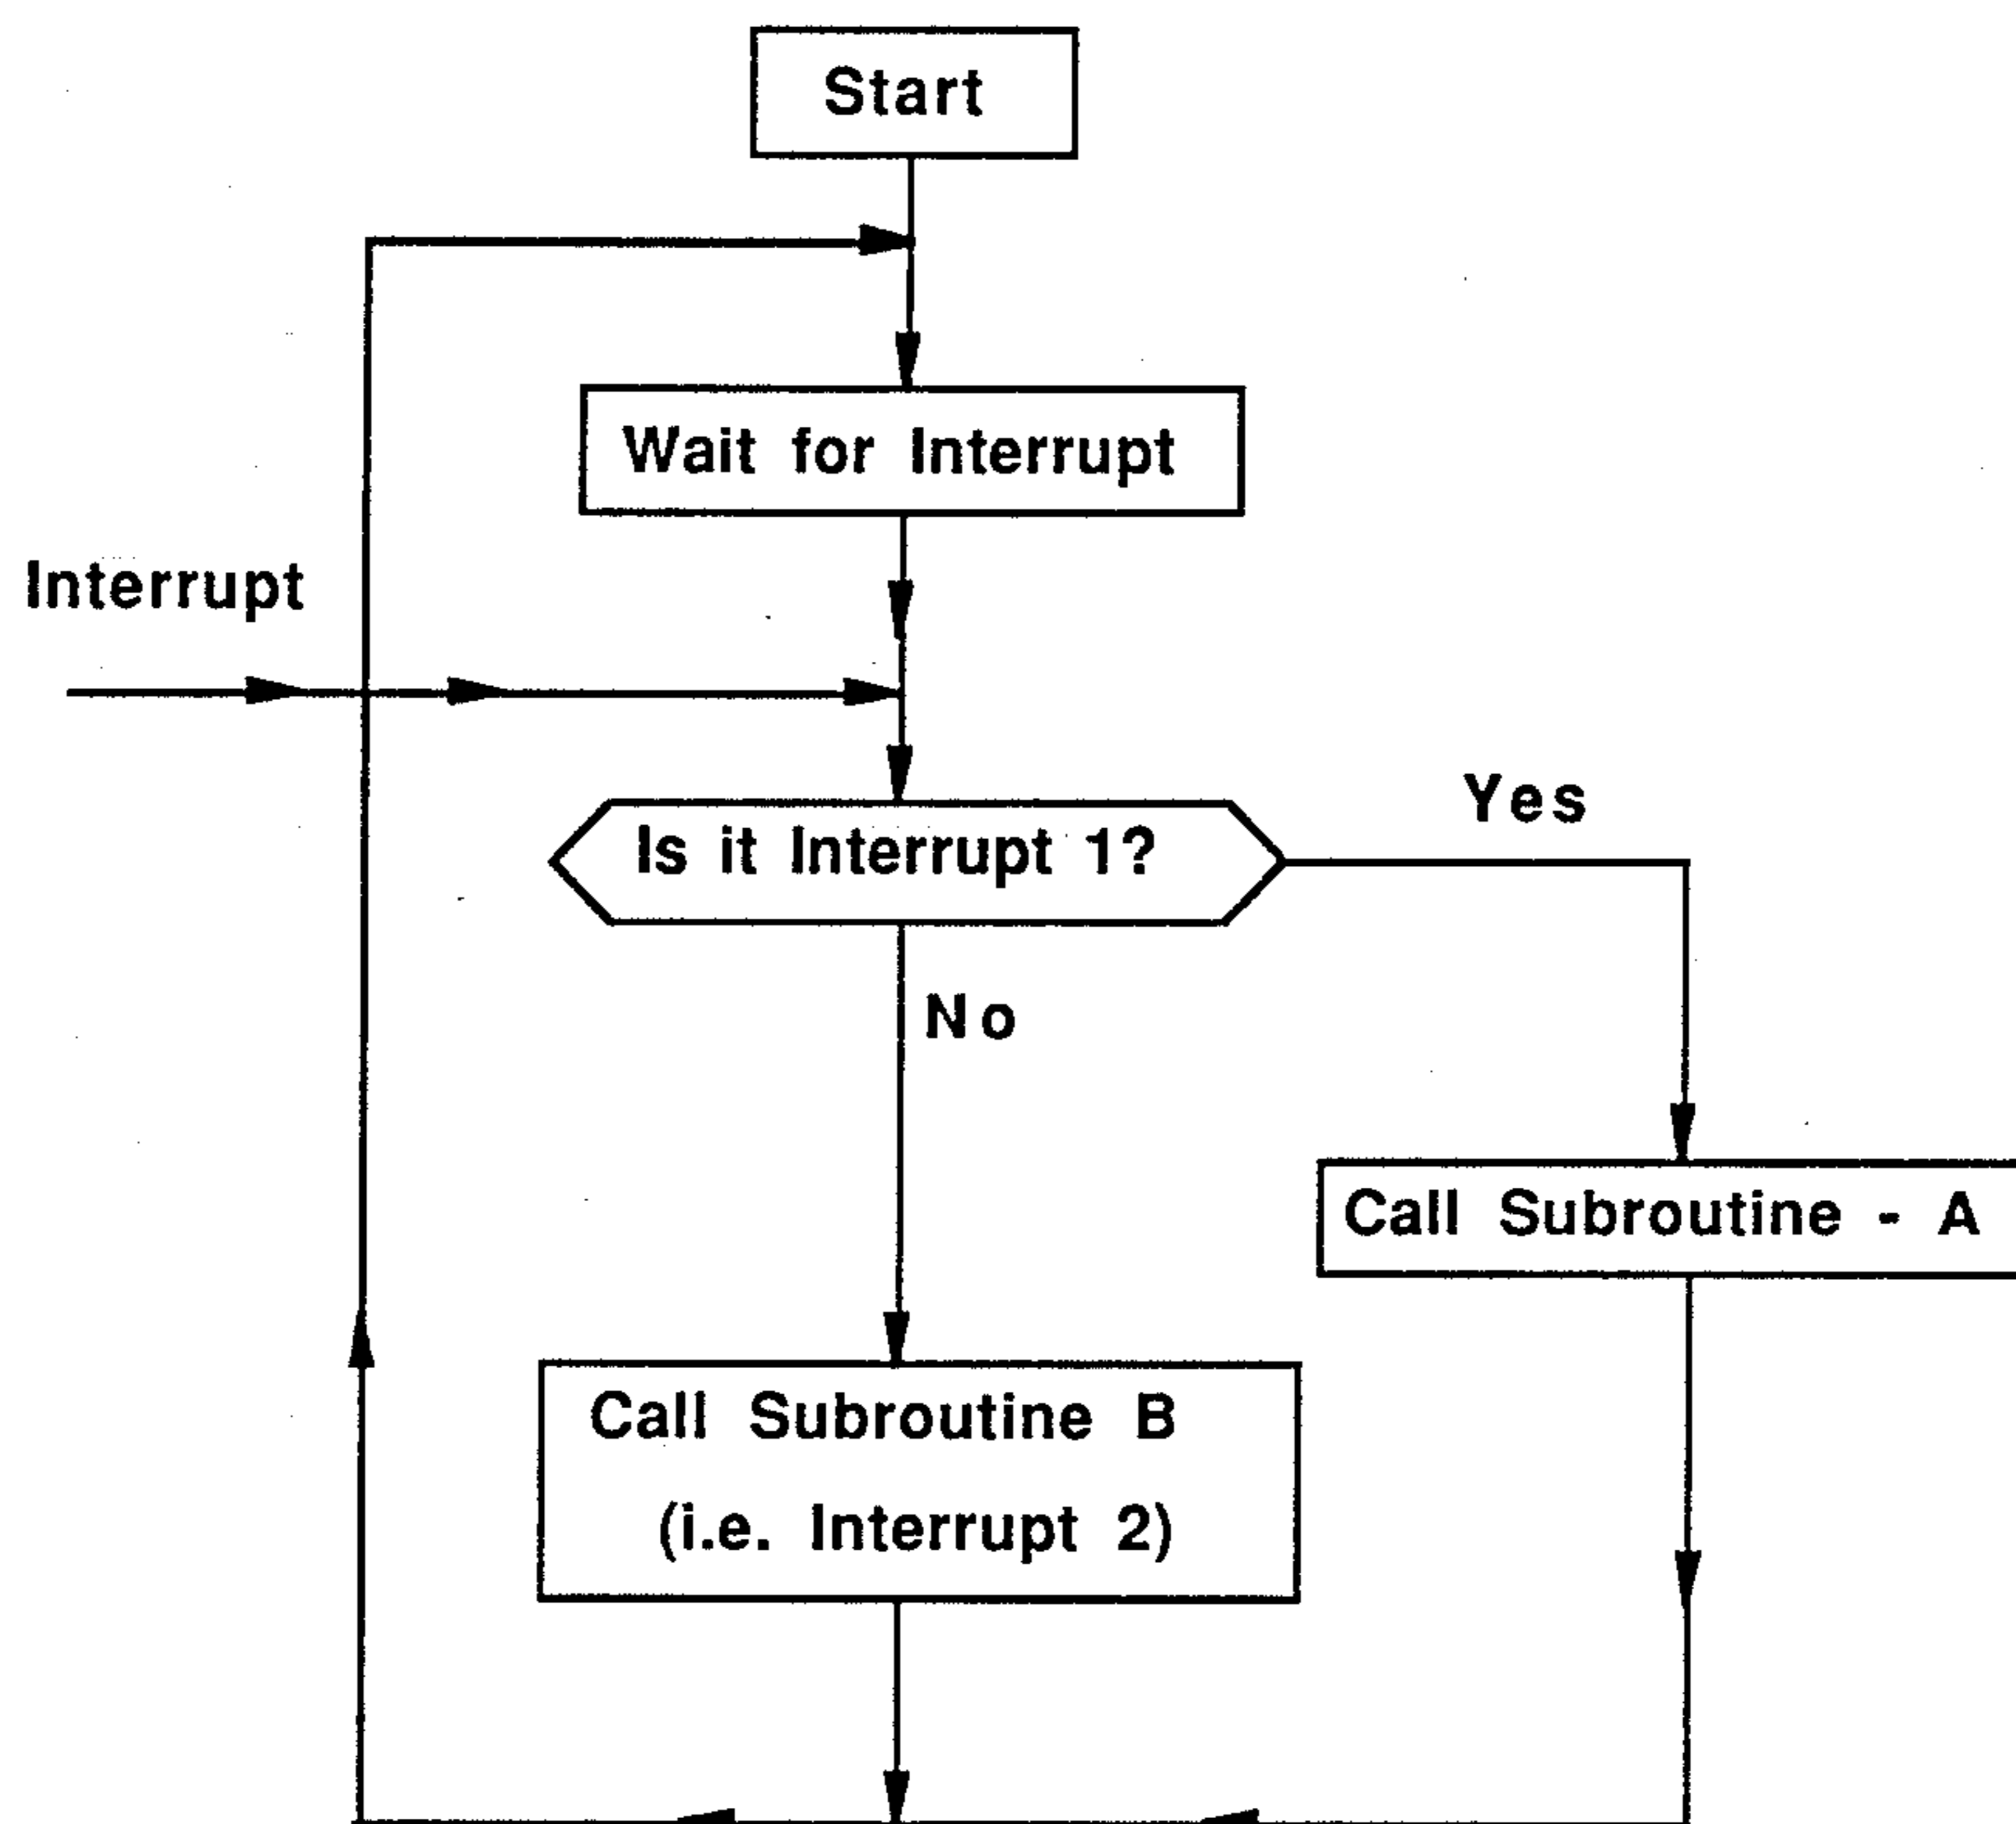 Start
Wait for Interrupt
Interrupt
Is it Interrupt 1?
Yes
No
Call Subroutine - A
Call Subroutine B
(i.e. Interrupt 2)